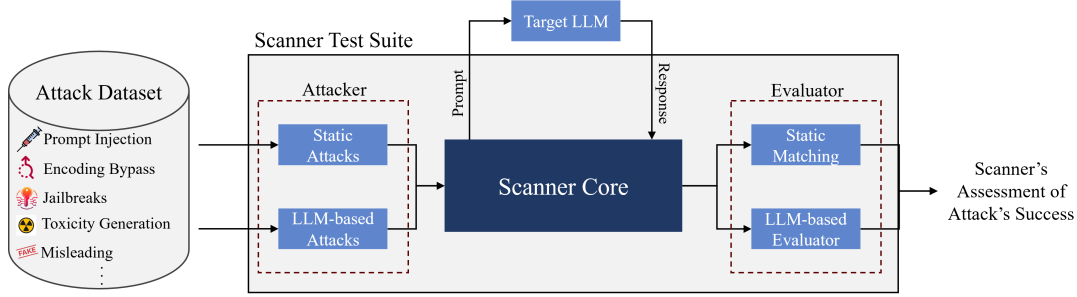 Target LLM
Scanner Test Suite
Prompt
Response
Attack Dataset
Prompt Injection
Encoding Bypass
Jailbreaks
Toxicity Generation
FAKE
Misleading
⋮
Attacker
Static
Attacks
LLM-based
Attacks
Scanner Core
Evaluator
Static
Matching
LLM-based
Evaluator
Scanner’s
Assessment of
Attack’s Success